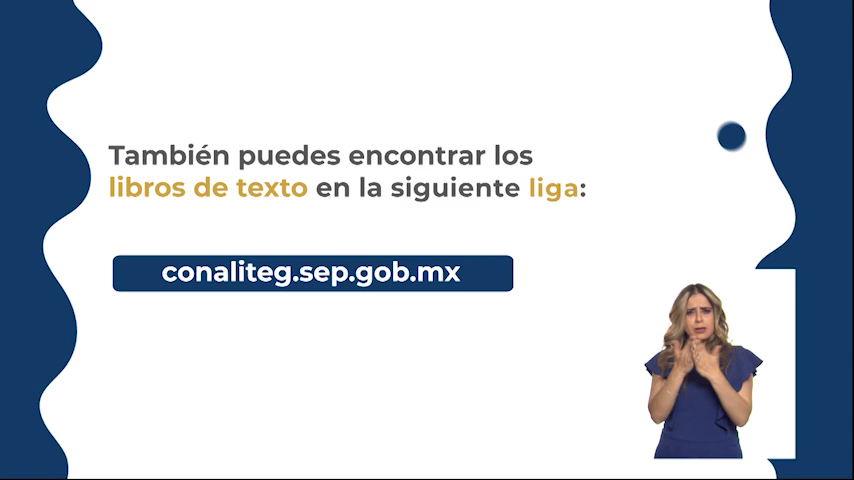 También puedes encontrar los
libros de texto en la siguiente liga:
conaliteg.sep.gob.mx